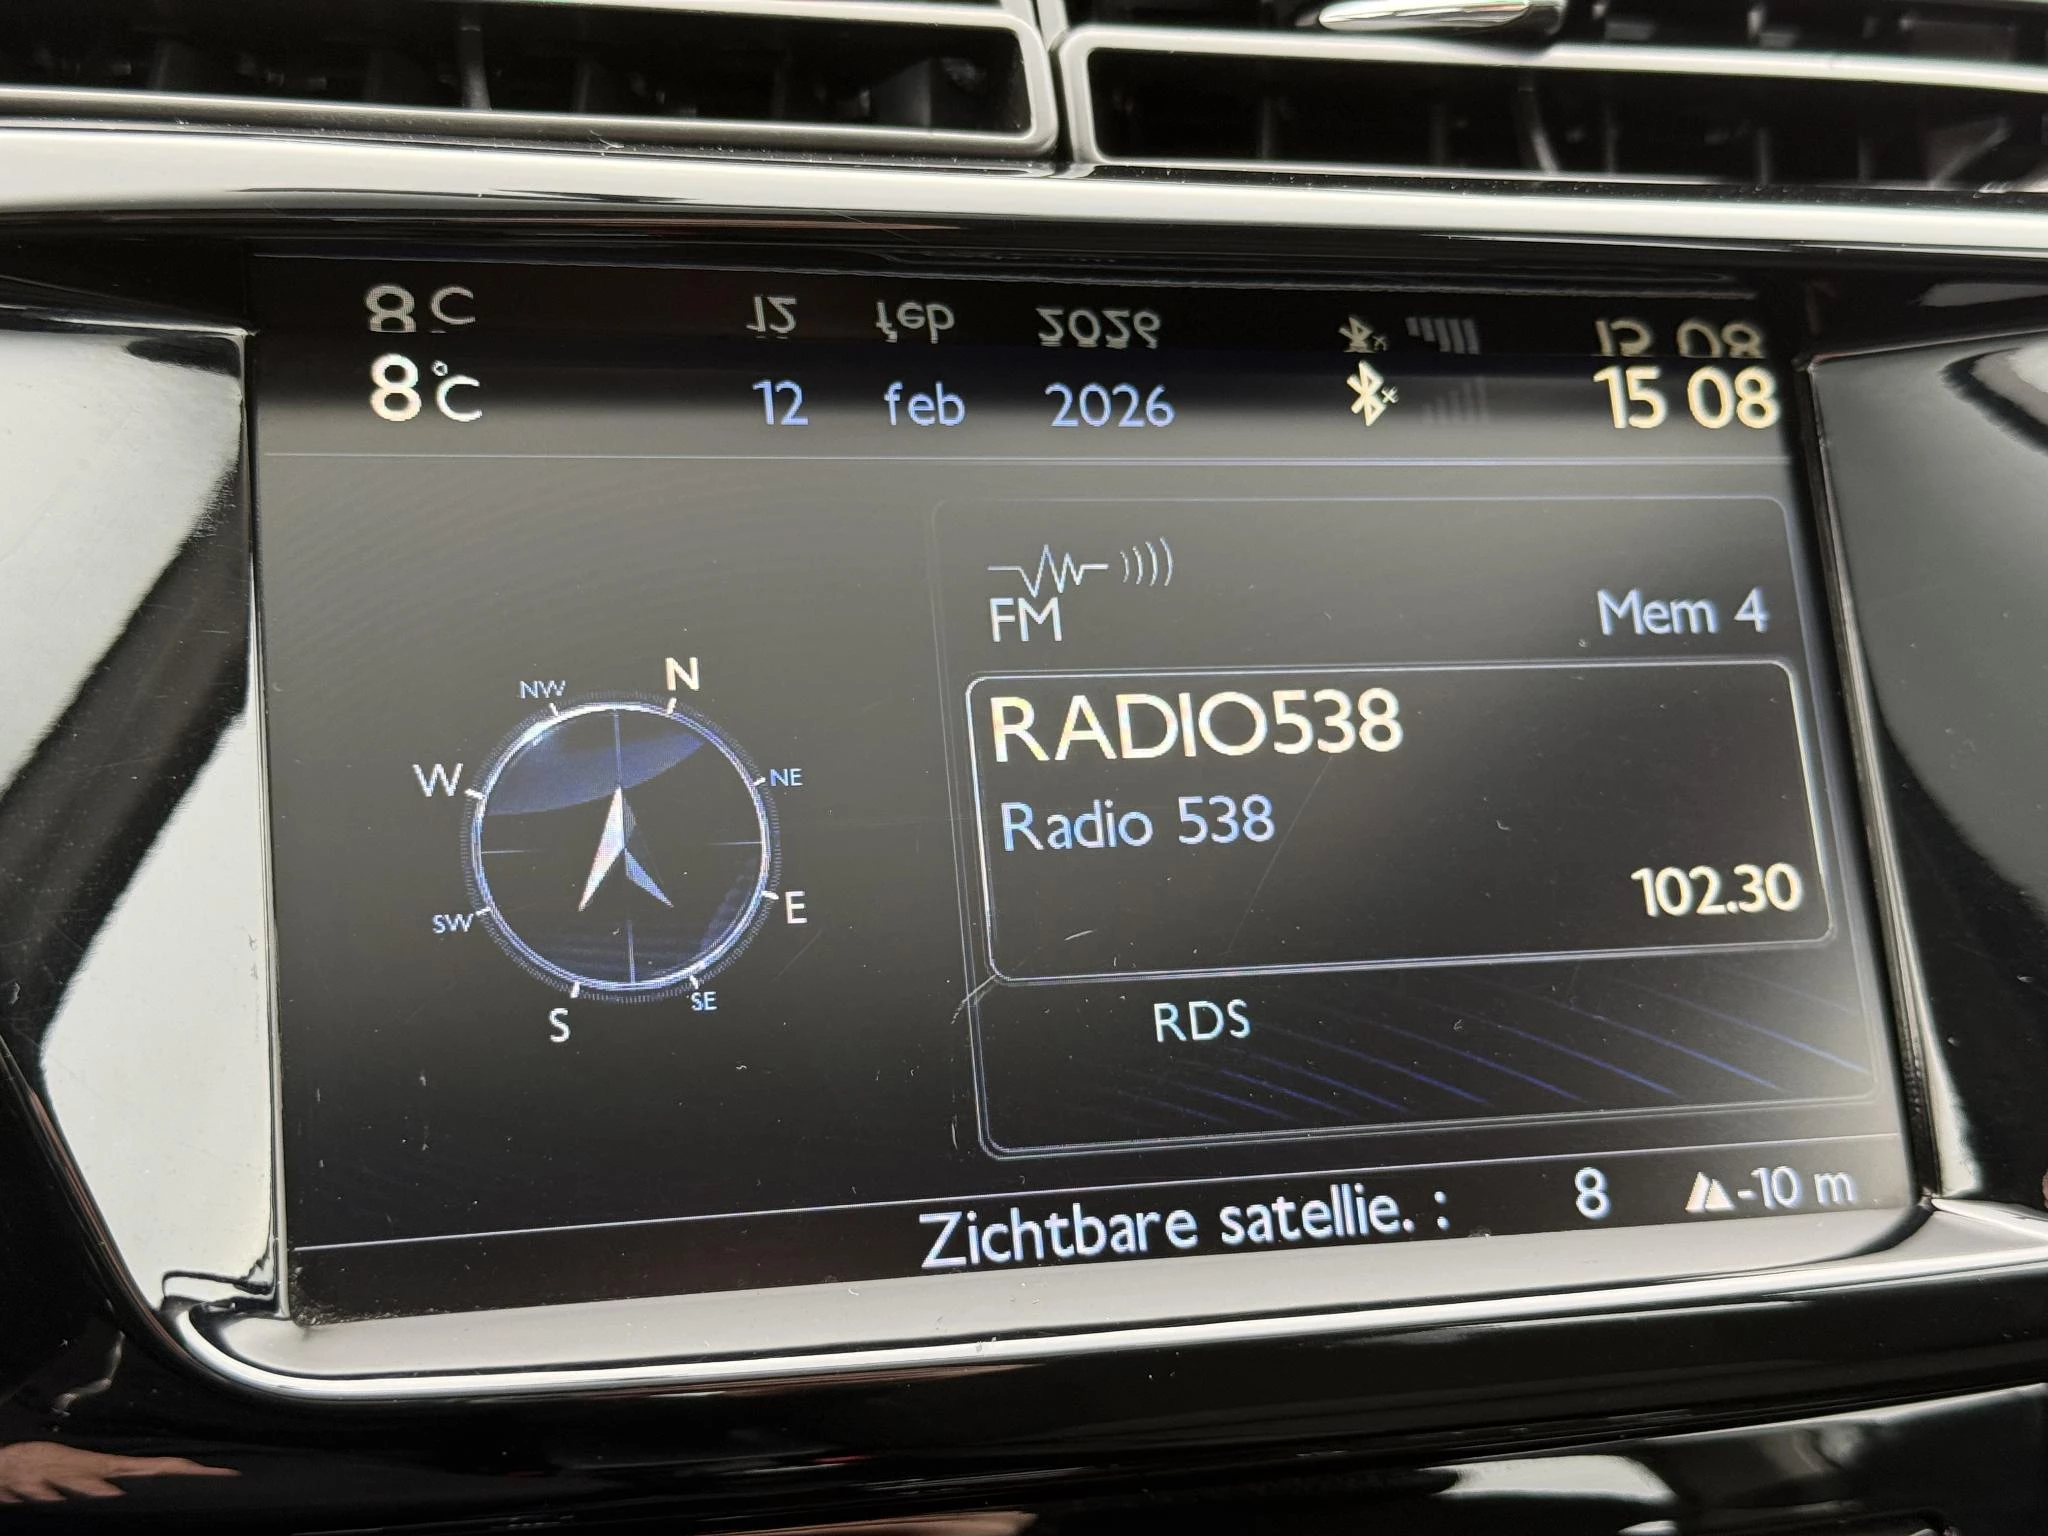 8°C 12 feb 2026 15 08
FM
Mem 4
RADIO538
Radio 538
102.30
RDS
NW N
W NE
SW E
S SE
Zichtbare satellie. : 8 -10 m